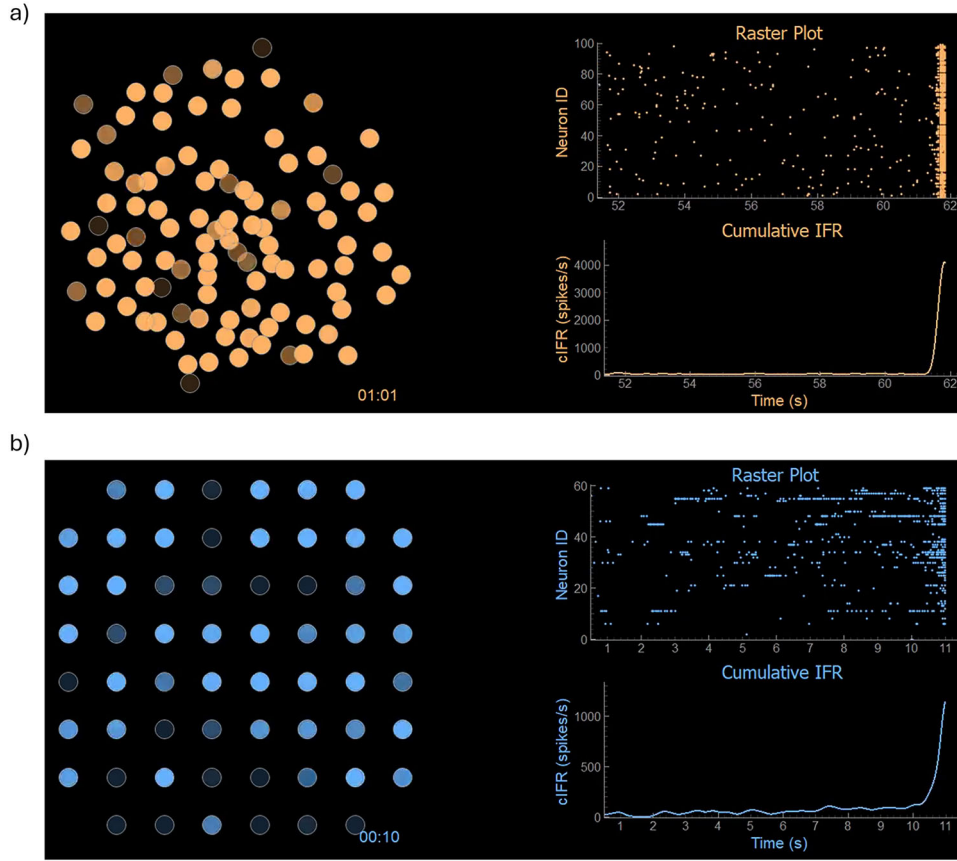 a)
Raster Plot
Neuron ID
100
80
60
40
20
0
52 54 56 58 60 62
Cumulative IFR
cIFR (spikes/s)
4000
3000
2000
1000
0
52 54 56 58 60 62
Time (s)
01:01
b)
Raster Plot
Neuron ID
60
40
20
0
1 2 3 4 5 6 7 8 9 10 11
Cumulative IFR
cIFR (spikes/s)
1000
500
0
1 2 3 4 5 6 7 8 9 10 11
Time (s)
00:10